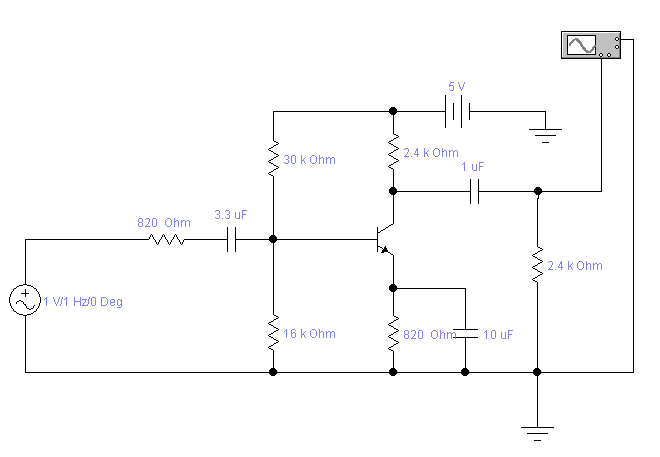 5 V
30 k Ohm
2.4 k Ohm
1 uF
820 Ohm
3.3 uF
2.4 k Ohm
1 V/1 Hz/0 Deg
16 k Ohm
820 Ohm
10 uF